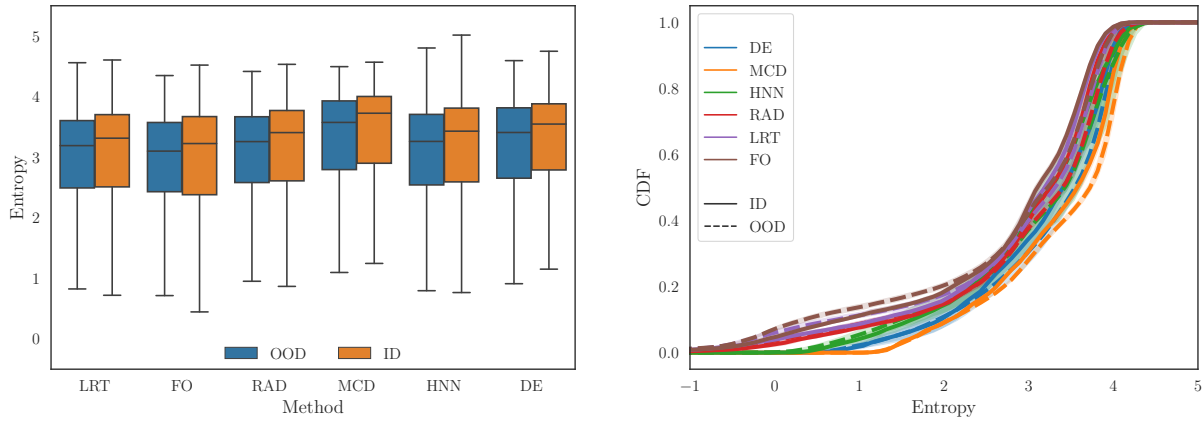 Entropy
5
4
3
2
1
0
OOD
ID
LRT
FO
RAD
MCD
HNN
DE
Method
CDF
1.0
0.8
0.6
0.4
0.2
0.0
DE
MCD
HNN
RAD
LRT
FO
ID
OOD
−1
0
1
2
3
4
5
Entropy